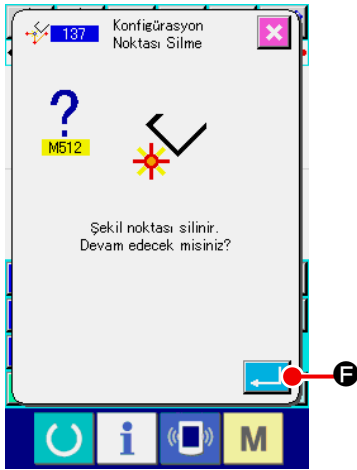 137
Konfigürasyon
Noktası Silme
?
M512
Şekil noktası silinir.
Devam edecek misiniz?
F
i
M